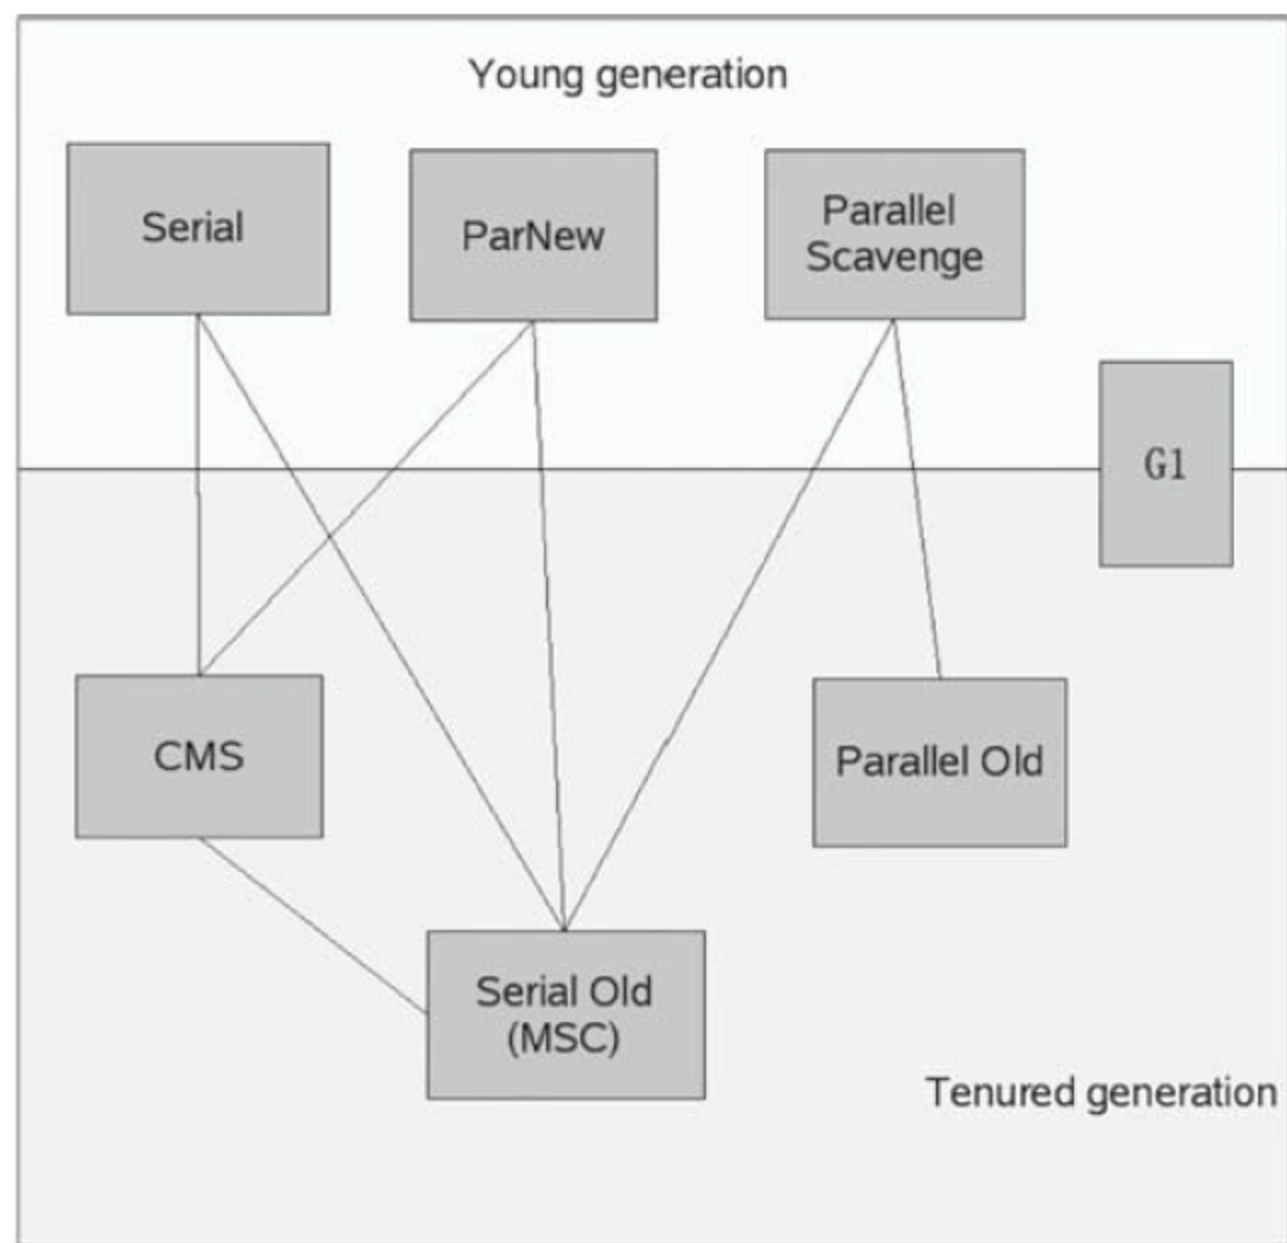 Young generation
Serial
ParNew
Parallel
Scavenge
G1
CMS
Parallel Old
Serial Old
(MSC)
Tenured generation